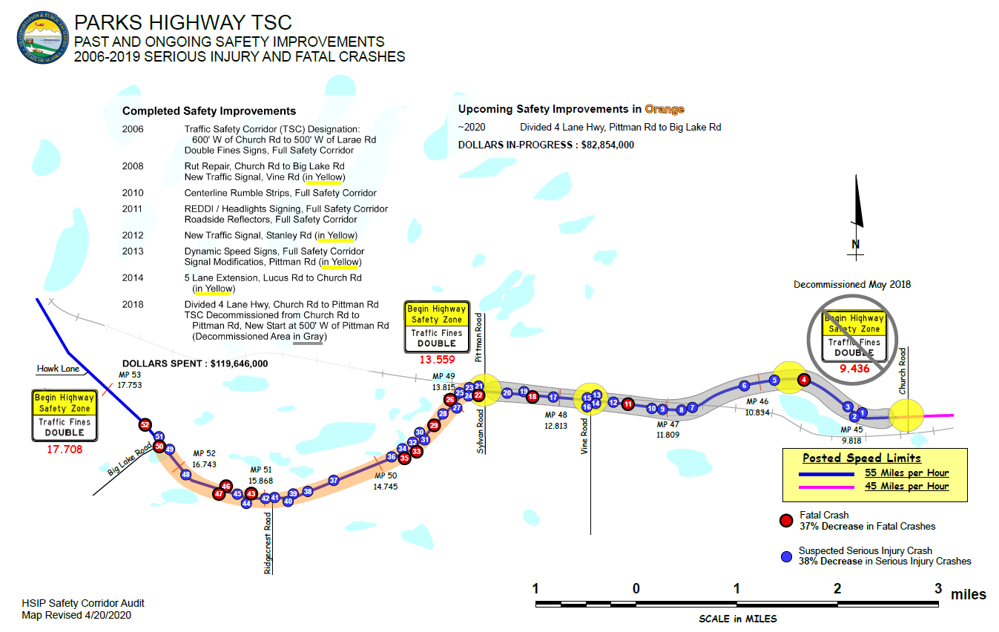 PARKS HIGHWAY TSC
PAST AND ONGOING SAFETY IMPROVEMENTS
2006-2019 SERIOUS INJURY AND FATAL CRASHES
TRANSPORTATION & PUBLIC FACILITIES
STATE OF ALASKA
Completed Safety Improvements
2006 Traffic Safety Corridor (TSC) Designation:
600' W of Church Rd to 500' W of Larae Rd
Double Fines Signs, Full Safety Corridor
2008 Rut Repair, Church Rd to Big Lake Rd
New Traffic Signal, Vine Rd (in Yellow)
2010 Centerline Rumble Strips, Full Safety Corridor
2011 REDDI / Headlights Signing, Full Safety Corridor
Roadside Reflectors, Full Safety Corridor
2012 New Traffic Signal, Stanley Rd (in Yellow)
2013 Dynamic Speed Signs, Full Safety Corridor
Signal Modificatios, Pittman Rd (in Yellow)
2014 5 Lane Extension, Lucus Rd to Church Rd
(in Yellow)
2018 Divided 4 Lane Hwy, Church Rd to Pittman Rd
TSC Decommissioned from Church Rd to
Pittman Rd, New Start at 500' W of Pittman Rd
(Decommissioned Area in Gray)
DOLLARS SPENT : $119,646,000
Upcoming Safety Improvements in Orange
~2020 Divided 4 Lane Hwy, Pittman Rd to Big Lake Rd
DOLLARS IN-PROGRESS : $82,854,000
N
Decommissioned May 2018
Begin Highway
Safety Zone
Traffic Fines
DOUBLE
9.436
Church Road
Begin Highway
Safety Zone
Traffic Fines
DOUBLE
13.559
Pittman Road
Sylvan Road
Vine Road
Hawk Lane
Begin Highway
Safety Zone
Traffic Fines
DOUBLE
17.708
Big Lake Road
Ridgecrest Road
MP 53
17.753
MP 52
16.743
MP 51
15.868
MP 50
14.745
MP 49
13.815
MP 48
12.813
MP 47
11.809
MP 46
10.834
MP 45
9.818
52
51
50
49
48
47
46
45
44
43
42
41
40
39
38
37
36
35
34
33
32
31
30
29
28
27
26
25
24
23
22
21
20
19
18
17
16
15
14
13
12
11
10
9
8
7
6
5
4
3
2
1
Posted Speed Limits
55 Miles per Hour
45 Miles per Hour
Fatal Crash
37% Decrease in Fatal Crashes
Suspected Serious Injury Crash
38% Decrease in Serious Injury Crashes
1 0 1 2 3 miles
SCALE in MILES
HSIP Safety Corridor Audit
Map Revised 4/20/2020